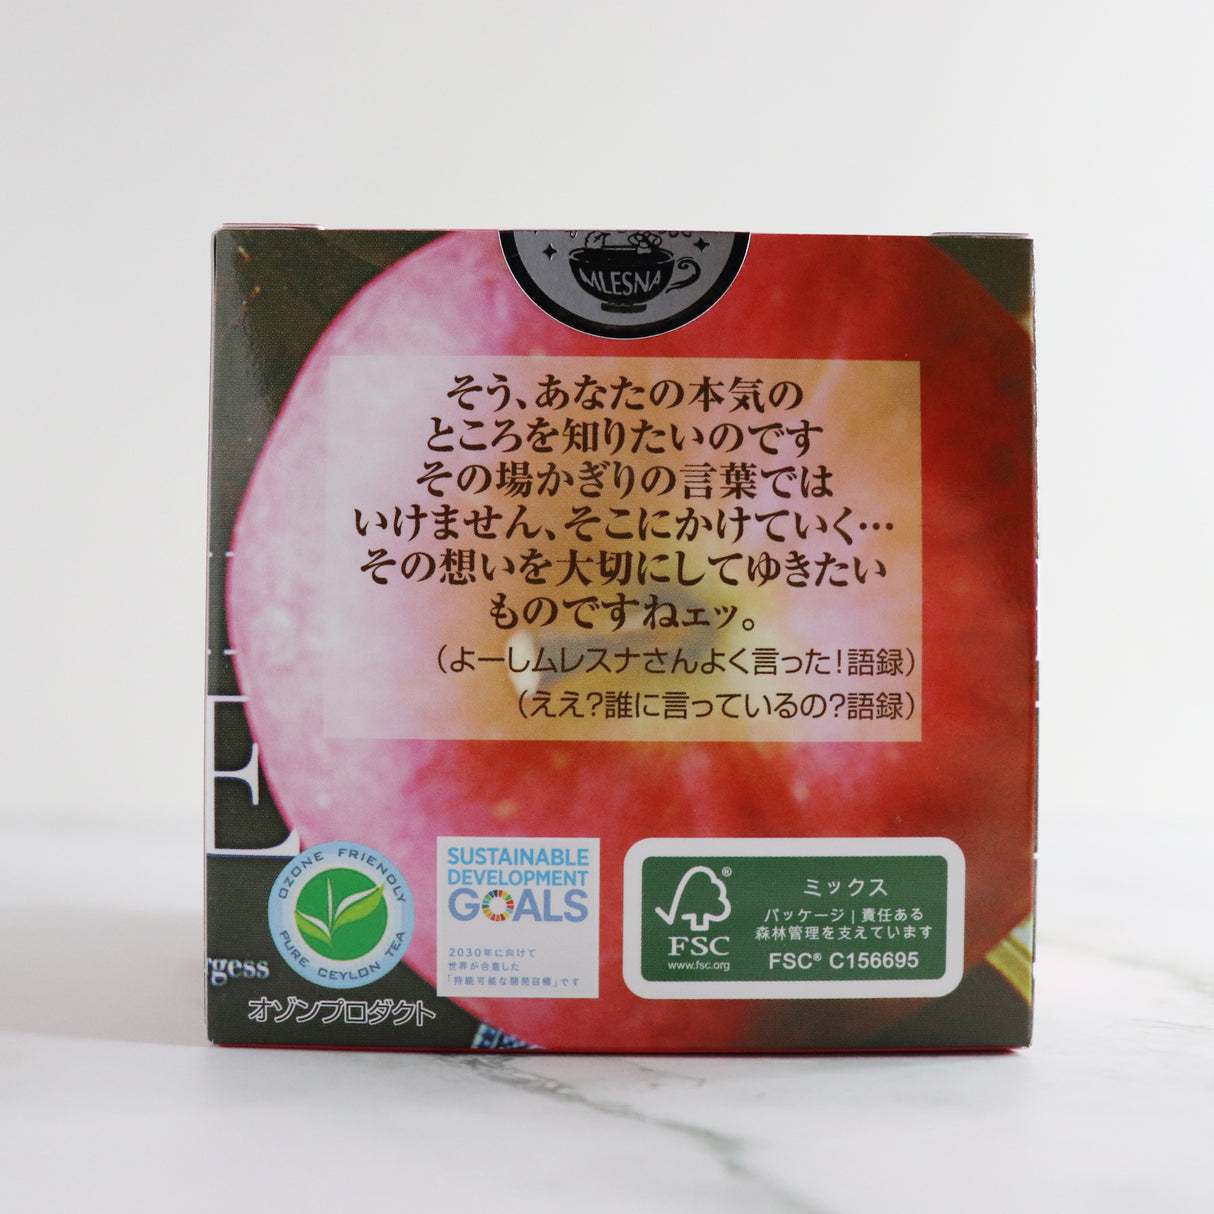 MLESNA
そう、あなたの本気の
ところを知りたいのです
その場かぎりの言葉では
いけません、そこにかけていく…
その想いを大切にしてゆきたい
ものですねェッ。
（よーしムレスナさんよく言った！語録）
（ええ？誰に言っているの？語録）
E
rgess
OZONE FRIENDLY
PURE CEYLON TEA
オゾンプロダクト
SUSTAINABLE
DEVELOPMENT
GOALS
2030年に向けて
世界が合意した
「持続可能な開発目標」です
FSC
www.fsc.org
ミックス
パッケージ | 責任ある
森林管理を支えています
FSC® C156695